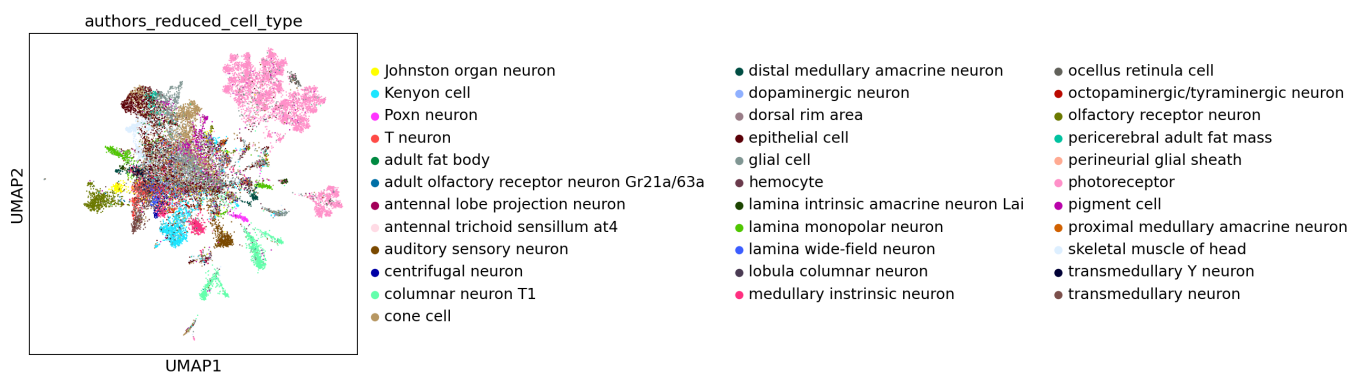 authors_reduced_cell_type
UMAP2
UMAP1
Johnston organ neuron
Kenyon cell
Poxn neuron
T neuron
adult fat body
adult olfactory receptor neuron Gr21a/63a
antennal lobe projection neuron
antennal trichoid sensillum at4
auditory sensory neuron
centrifugal neuron
columnar neuron T1
cone cell
distal medullary amacrine neuron
dopaminergic neuron
dorsal rim area
epithelial cell
glial cell
hemocyte
lamina intrinsic amacrine neuron Lai
lamina monopolar neuron
lamina wide-field neuron
lobula columnar neuron
medullary instrinsic neuron
ocellus retinula cell
octopaminergic/tyraminergic neuron
olfactory receptor neuron
pericerebral adult fat mass
perineurial glial sheath
photoreceptor
pigment cell
proximal medullary amacrine neuron
skeletal muscle of head
transmedullary Y neuron
transmedullary neuron